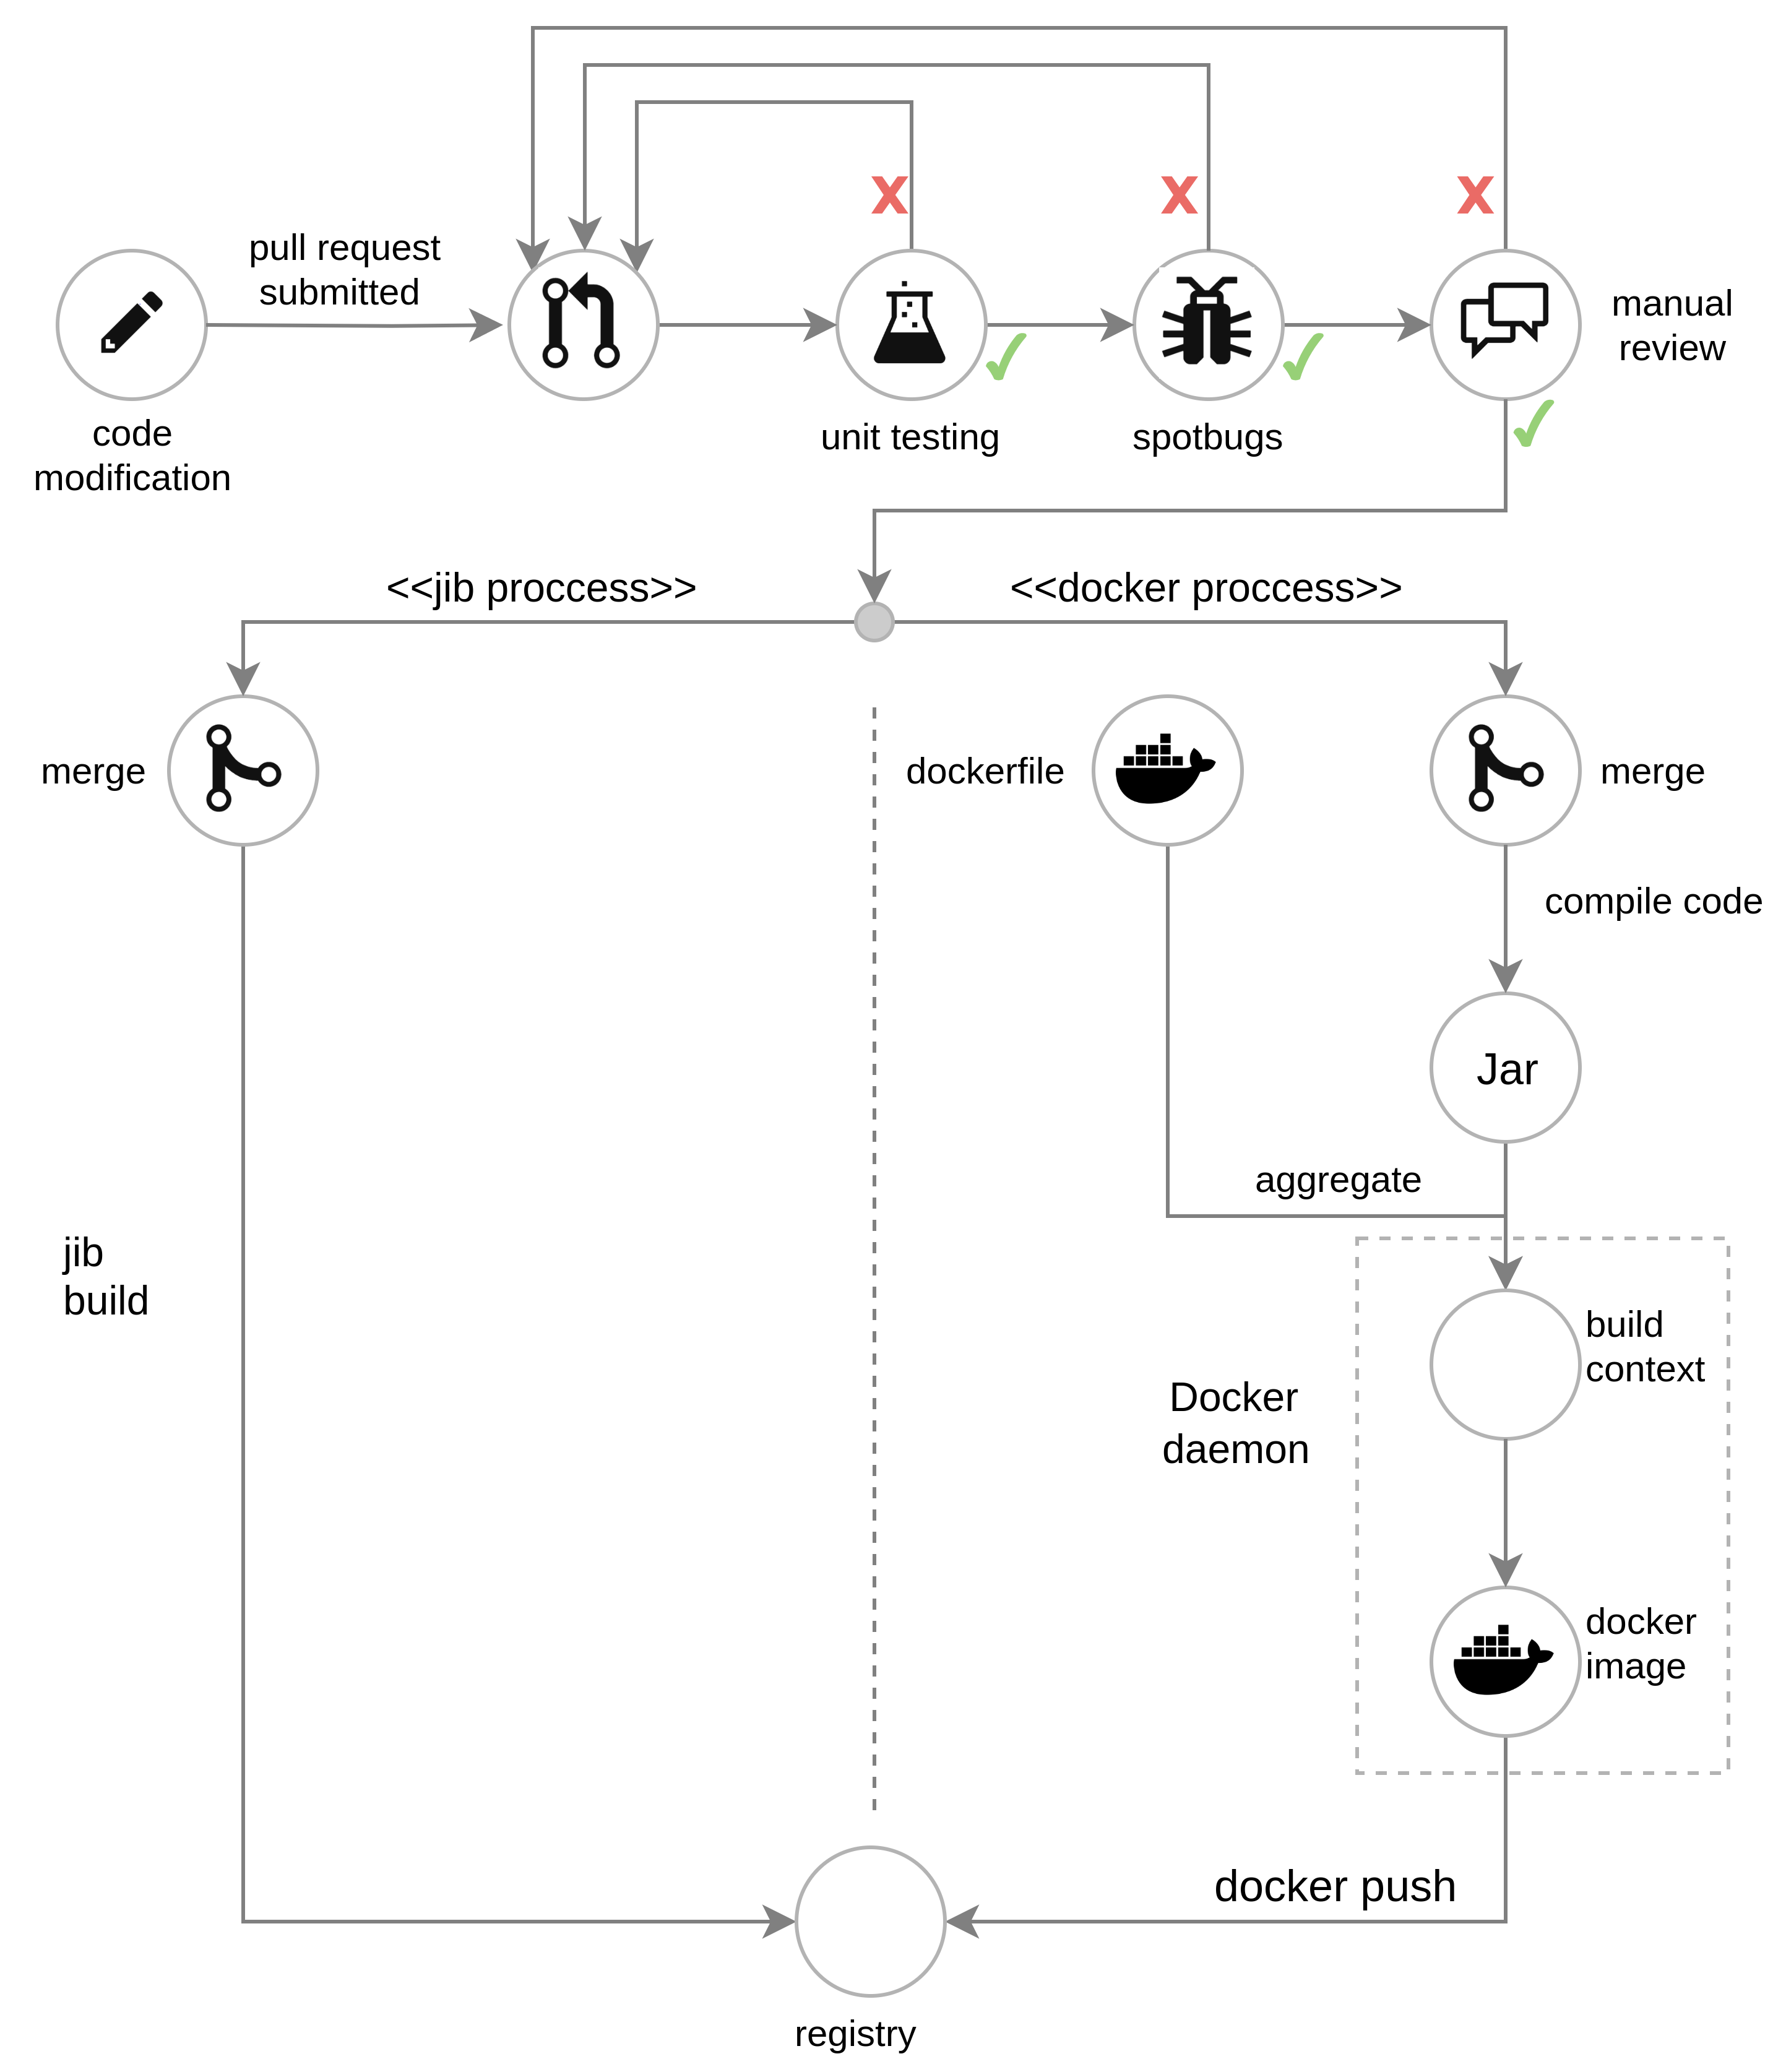 pull request
submitted
code
modification
x
x
x
unit testing
spotbugs
manual
review
<<jib proccess>>
<<docker proccess>>
merge
dockerfile
merge
compile code
Jar
aggregate
jib
build
build
context
Docker
daemon
docker
image
docker push
registry